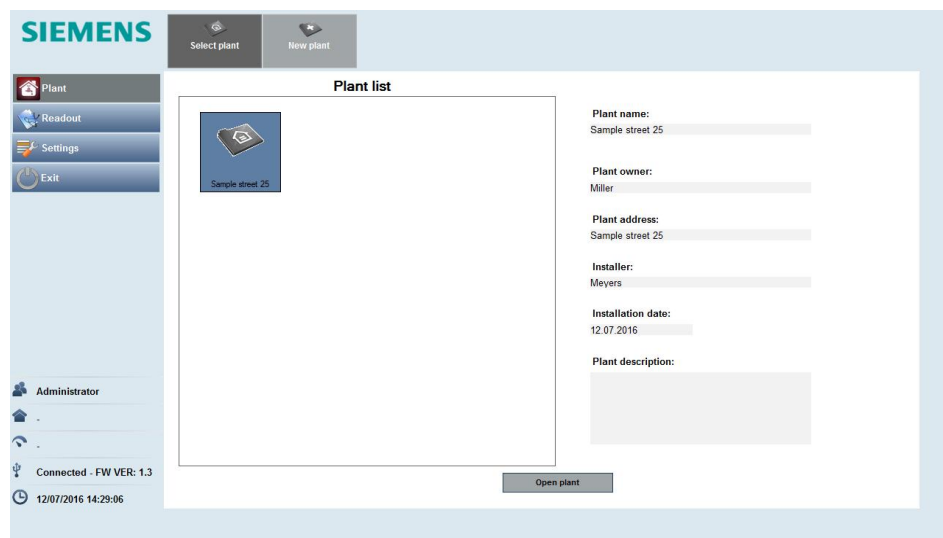 SIEMENS
Select plant
New plant
Plant
Readout
Settings
Exit
Plant list
Sample street 25
Plant name:
Sample street 25
Plant owner:
Miller
Plant address:
Sample street 25
Installer:
Meyers
Installation date:
12.07.2016
Plant description:
Administrator
-
-
Connected - FW VER: 1.3
12/07/2016 14:29:06
Open plant